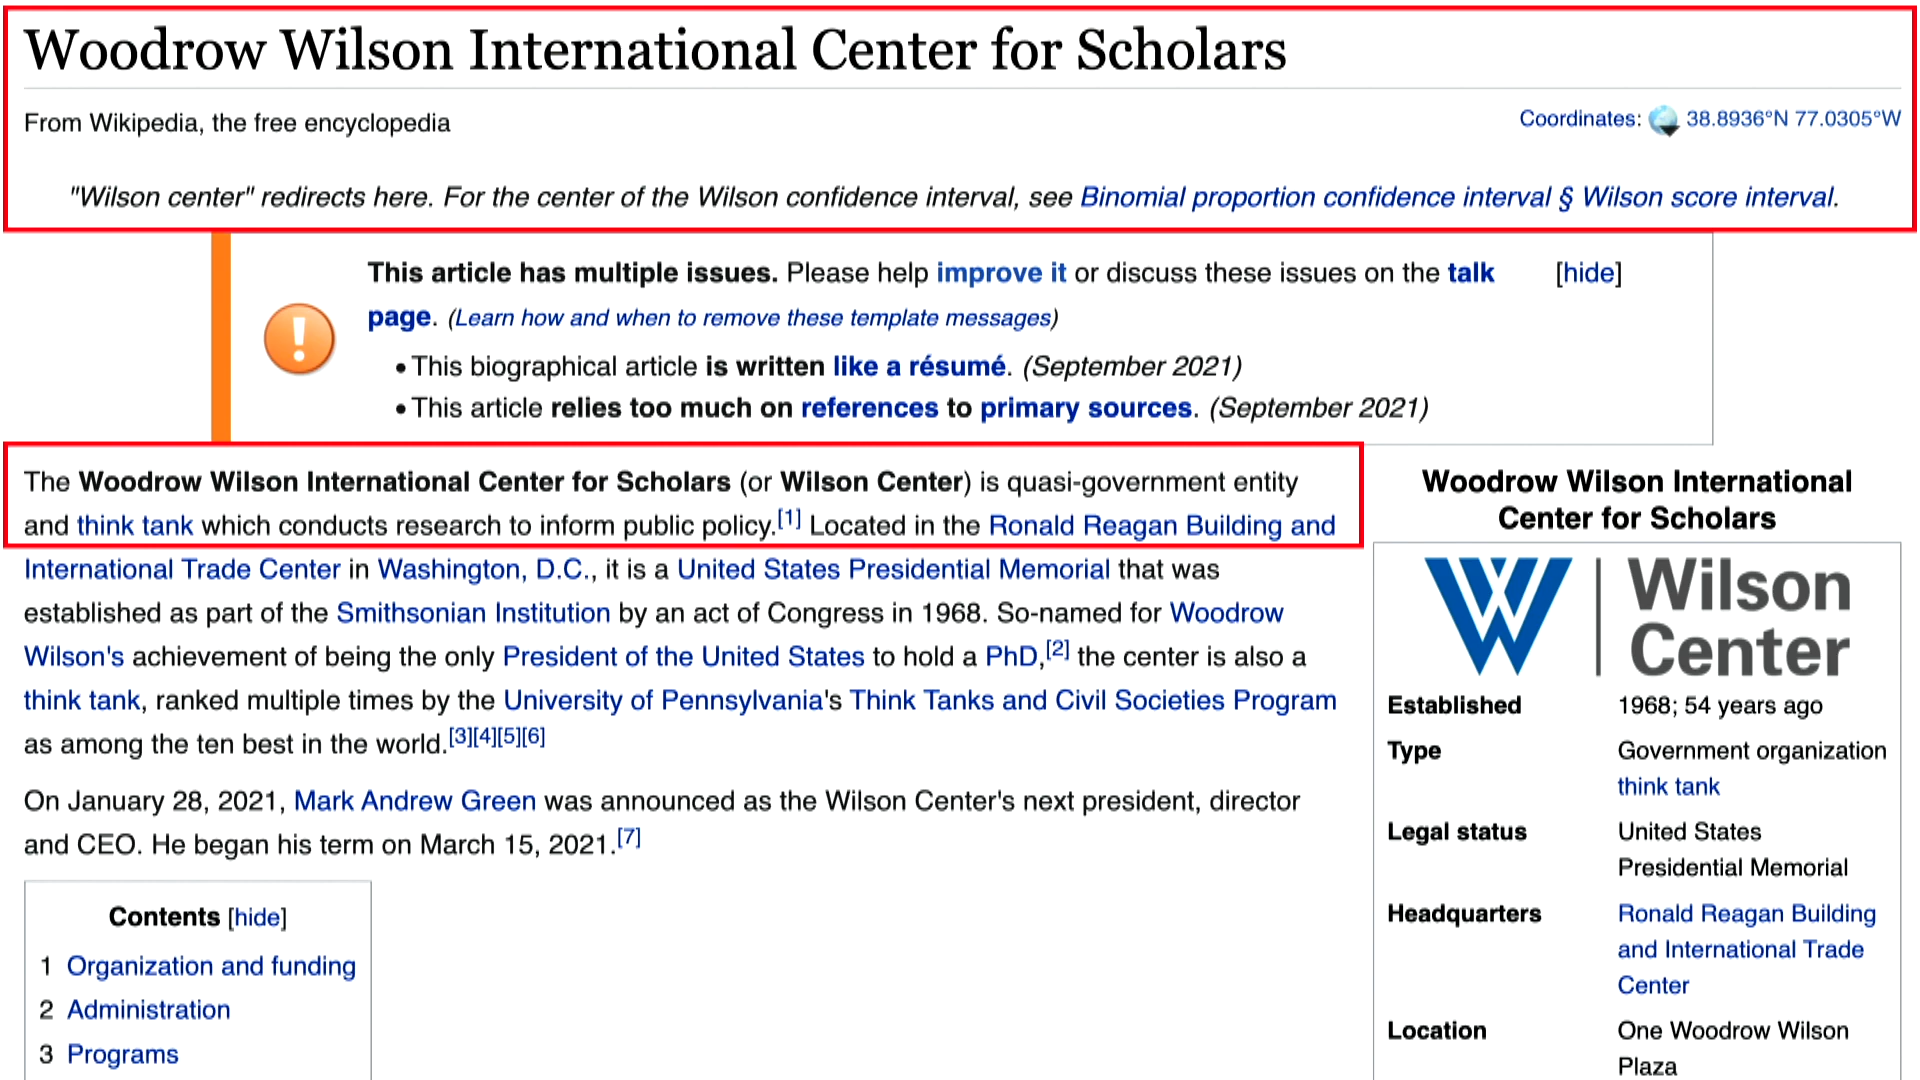 Woodrow Wilson International Center for Scholars
From Wikipedia, the free encyclopedia
Coordinates: 38.8936°N 77.0305°W
"Wilson center" redirects here. For the center of the Wilson confidence interval, see Binomial proportion confidence interval § Wilson score interval.
This article has multiple issues. Please help improve it or discuss these issues on the talk
page. (Learn how and when to remove these template messages)
[hide]
• This biographical article is written like a résumé. (September 2021)
• This article relies too much on references to primary sources. (September 2021)
The Woodrow Wilson International Center for Scholars (or Wilson Center) is quasi-government entity
and think tank which conducts research to inform public policy.[1] Located in the Ronald Reagan Building and
International Trade Center in Washington, D.C., it is a United States Presidential Memorial that was
established as part of the Smithsonian Institution by an act of Congress in 1968. So-named for Woodrow
Wilson's achievement of being the only President of the United States to hold a PhD,[2] the center is also a
think tank, ranked multiple times by the University of Pennsylvania's Think Tanks and Civil Societies Program
as among the ten best in the world.[3][4][5][6]
On January 28, 2021, Mark Andrew Green was announced as the Wilson Center's next president, director
and CEO. He began his term on March 15, 2021.[7]
Contents [hide]
1 Organization and funding
2 Administration
3 Programs
Woodrow Wilson International
Center for Scholars
Wilson
Center
Established 1968; 54 years ago
Type Government organization
think tank
Legal status United States
Presidential Memorial
Headquarters Ronald Reagan Building
and International Trade
Center
Location One Woodrow Wilson
Plaza